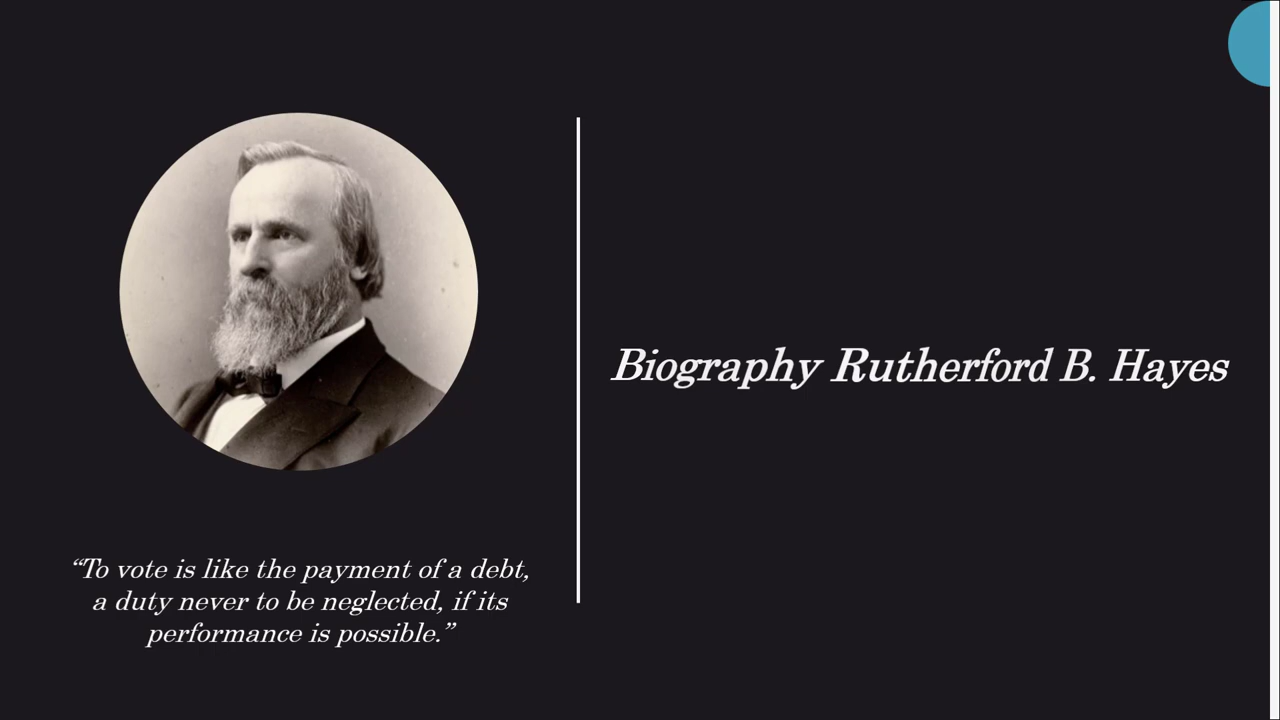 Biography Rutherford B. Hayes
“To vote is like the payment of a debt,
a duty never to be neglected, if its
performance is possible.”